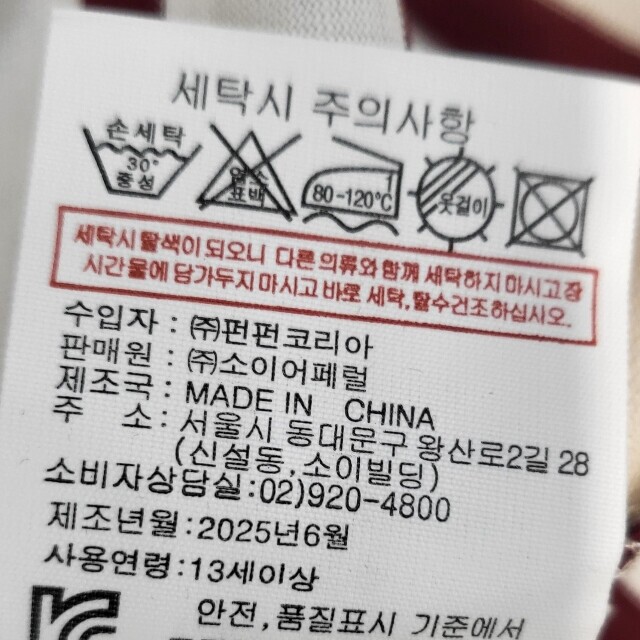 세탁시 주의사항
손세탁
30°
중성
염소
표백
80-120℃
옷걸이
세탁시 탈색이 되오니 다른 의류와 함께 세탁하지 마시고 장
시간 물에 담가두지 마시고 바로 세탁, 탈수건조하십시오.
수입자 : ㈜펀펀코리아
판매원 : ㈜소이어페럴
제조국 : MADE IN CHINA
주 소 : 서울시 동대문구 왕산로2길 28
(신설동, 소이빌딩)
소비자상담실:02)920-4800
제조년월:2025년6월
사용연령:13세이상
안전,품질표시 기준에서